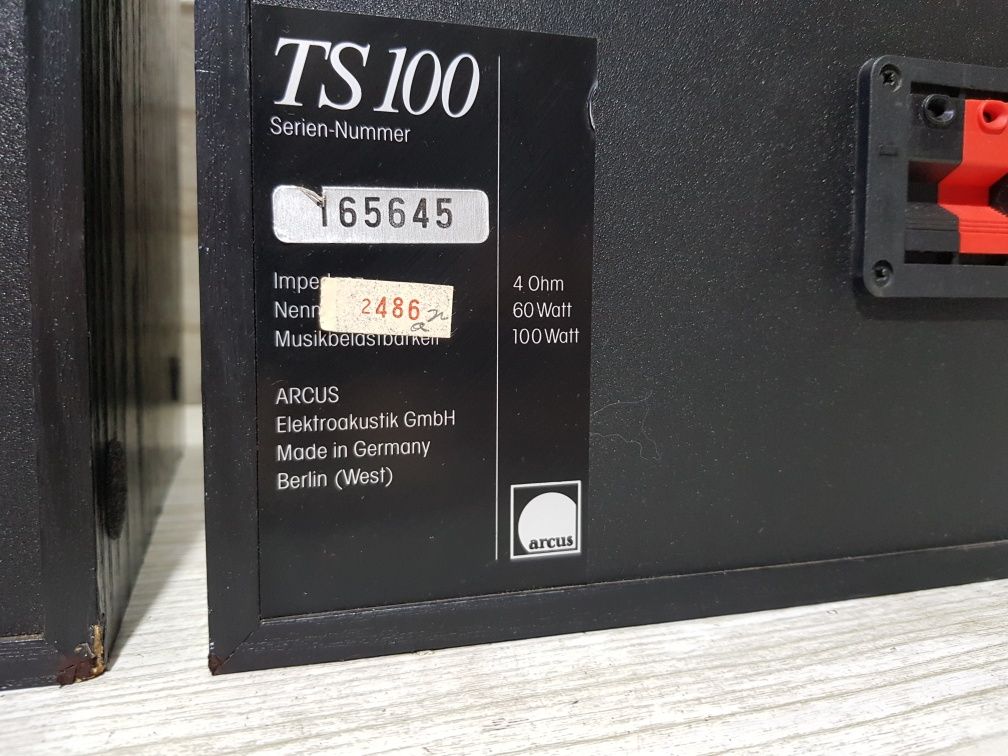 TS 100
Serien-Nummer
165645
4 Ohm
2486
60 Watt
Musikbelastbarkeit
100 Watt
ARCUS
Elektroakustik GmbH
Made in Germany
Berlin (West)
arcus